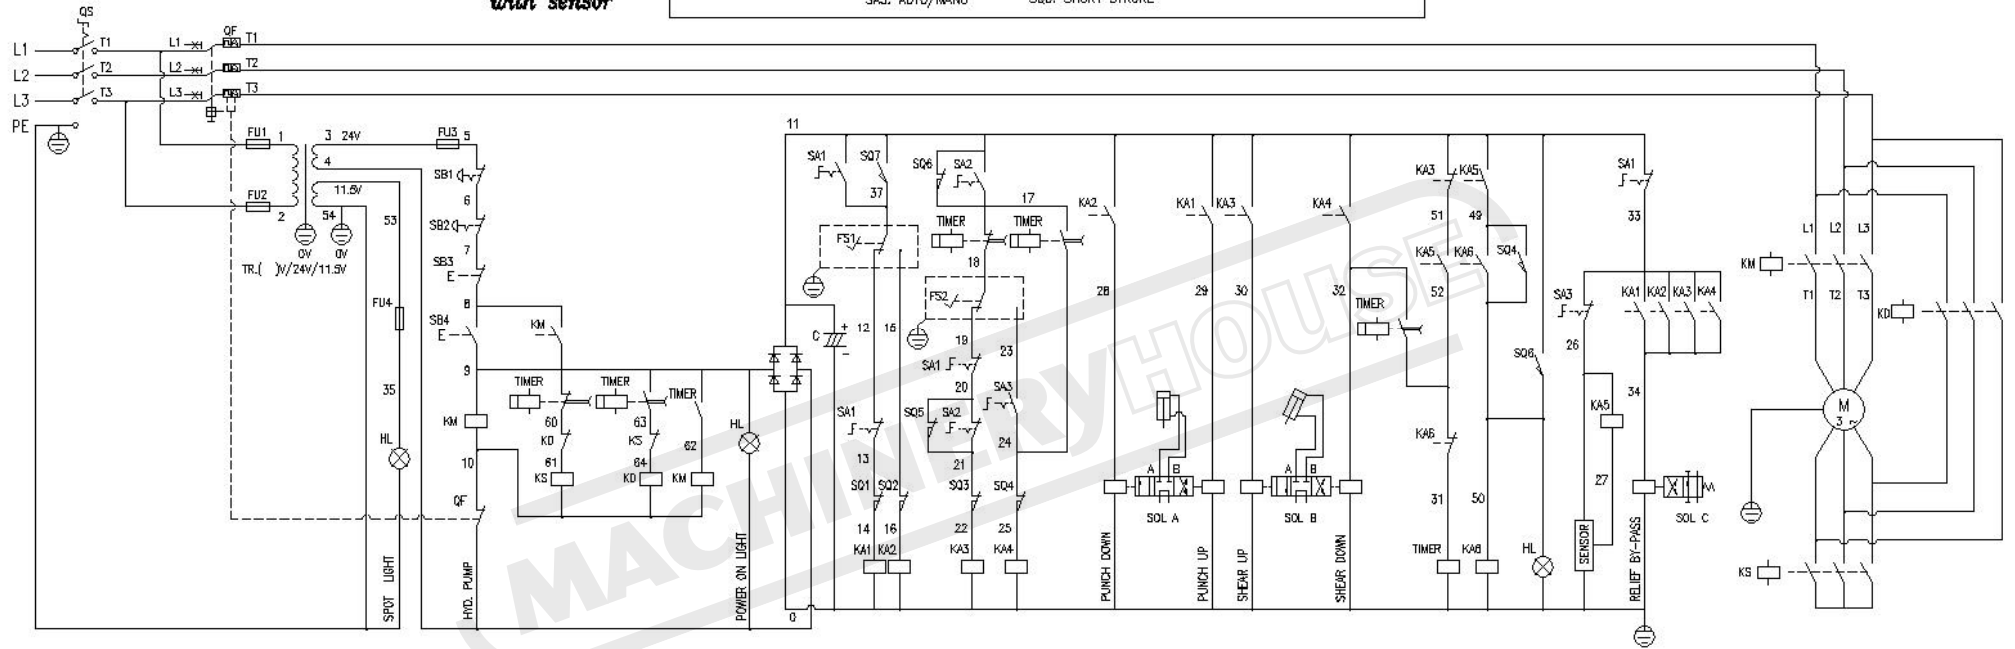 with sensor
SA3: AUTO/MANU SQ6: SHORT STROKE
QS
QF
L1 T1 L1 T1
L2 T2 L2 T2
L3 T3 L3 T3
PE
FU1 1 3 24V FU3 5
4
SB1
11.5V
FU2 2 54 53 6
SB2
0V 0V 7
TR.( )V/24V/11.5V
SB3
E
8
FU4
SB4 KM
E
9
35
TIMER TIMER TIMER
KM 60 63 HL
HL KD KS 62
10 61 64
KS KD KM
QF
SPOT LIGHT
HYD. PUMP
POWER ON LIGHT
11
SA1 SQ7 SQ6 SA2
37 17
TIMER TIMER
FS1
18
FS2
C + 12 15
−
19 23
SA1
20 SA3
SA1 SQ5 SA2
24
13 21
SQ1 SQ2 SQ3 SQ4
14 16 22 25
KA1 KA2 KA3 KA4
0
KA2 KA1 KA3 KA4
28 29 30 32
TIMER
A B A B
SOL A SOL B
PUNCH DOWN
PUNCH UP
SHEAR UP
SHEAR DOWN
KA3 KA5
51 49
KA5 KA6 SQ4
52
SQ6
KA6
31 50
TIMER KA6 HL
SA1
33
SA3 KA1 KA2 KA3 KA4
26
34
KA5
27
SENSOR
SOL C
RELIEF BY-PASS
L1 L2 L3
KM
T1 T2 T3
KD
M
3 ~
KS
MACHINERYHOUSE